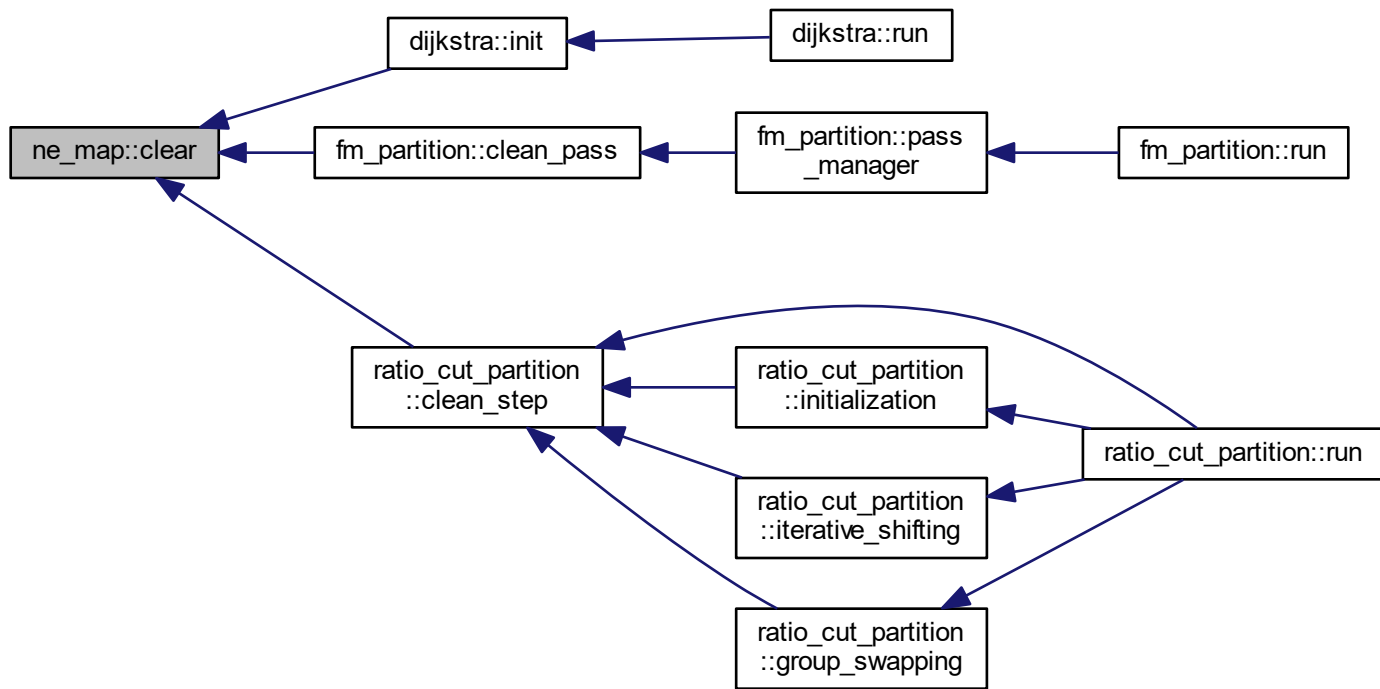 dijkstra::init
dijkstra::run
ne_map::clear
fm_partition::clean_pass
fm_partition::pass
_manager
fm_partition::run
ratio_cut_partition
::clean_step
ratio_cut_partition
::initialization
ratio_cut_partition::run
ratio_cut_partition
::iterative_shifting
ratio_cut_partition
::group_swapping